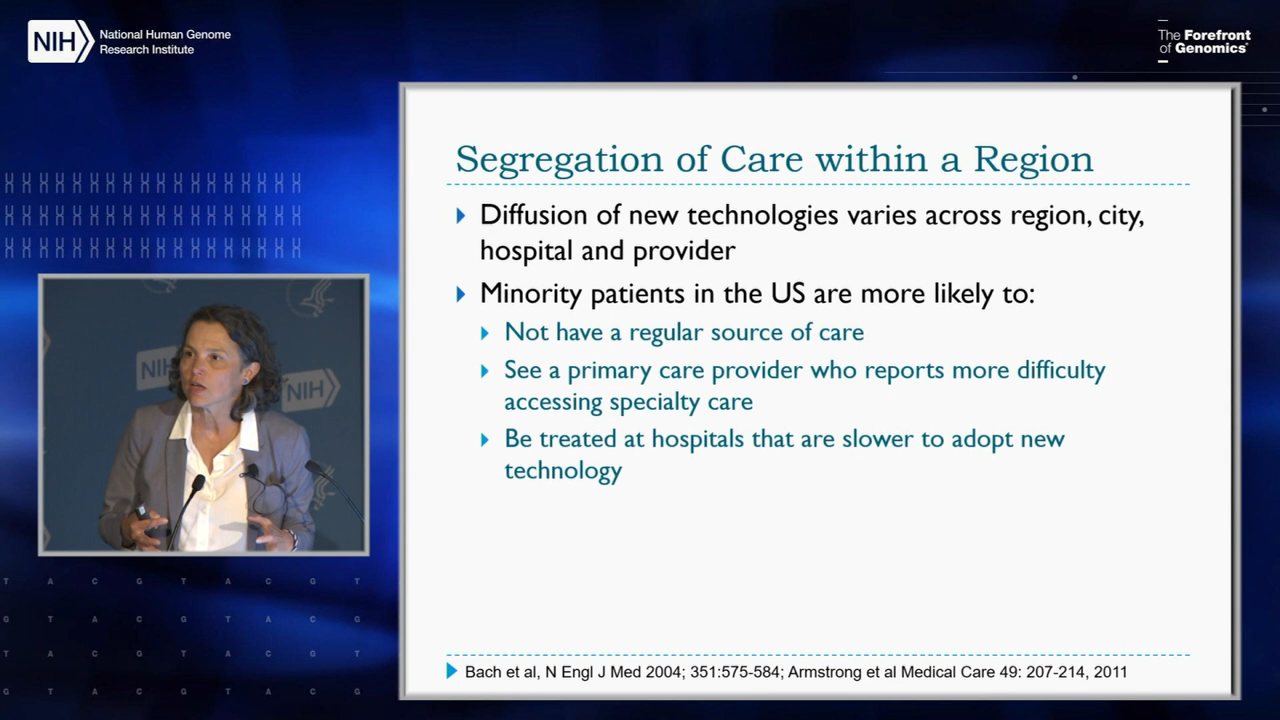 NIH
National Human Genome
Research Institute
The Forefront
of Genomics®
Segregation of Care within a Region
Diffusion of new technologies varies across region, city,
hospital and provider
Minority patients in the US are more likely to:
Not have a regular source of care
See a primary care provider who reports more difficulty
accessing specialty care
Be treated at hospitals that are slower to adopt new
technology
Bach et al, N Engl J Med 2004; 351:575-584; Armstrong et al Medical Care 49: 207-214, 2011
NIH
NIH
T A C G T A C G T
G T A C G T A C G
T A C G T A C G T
G T A C G T A C G